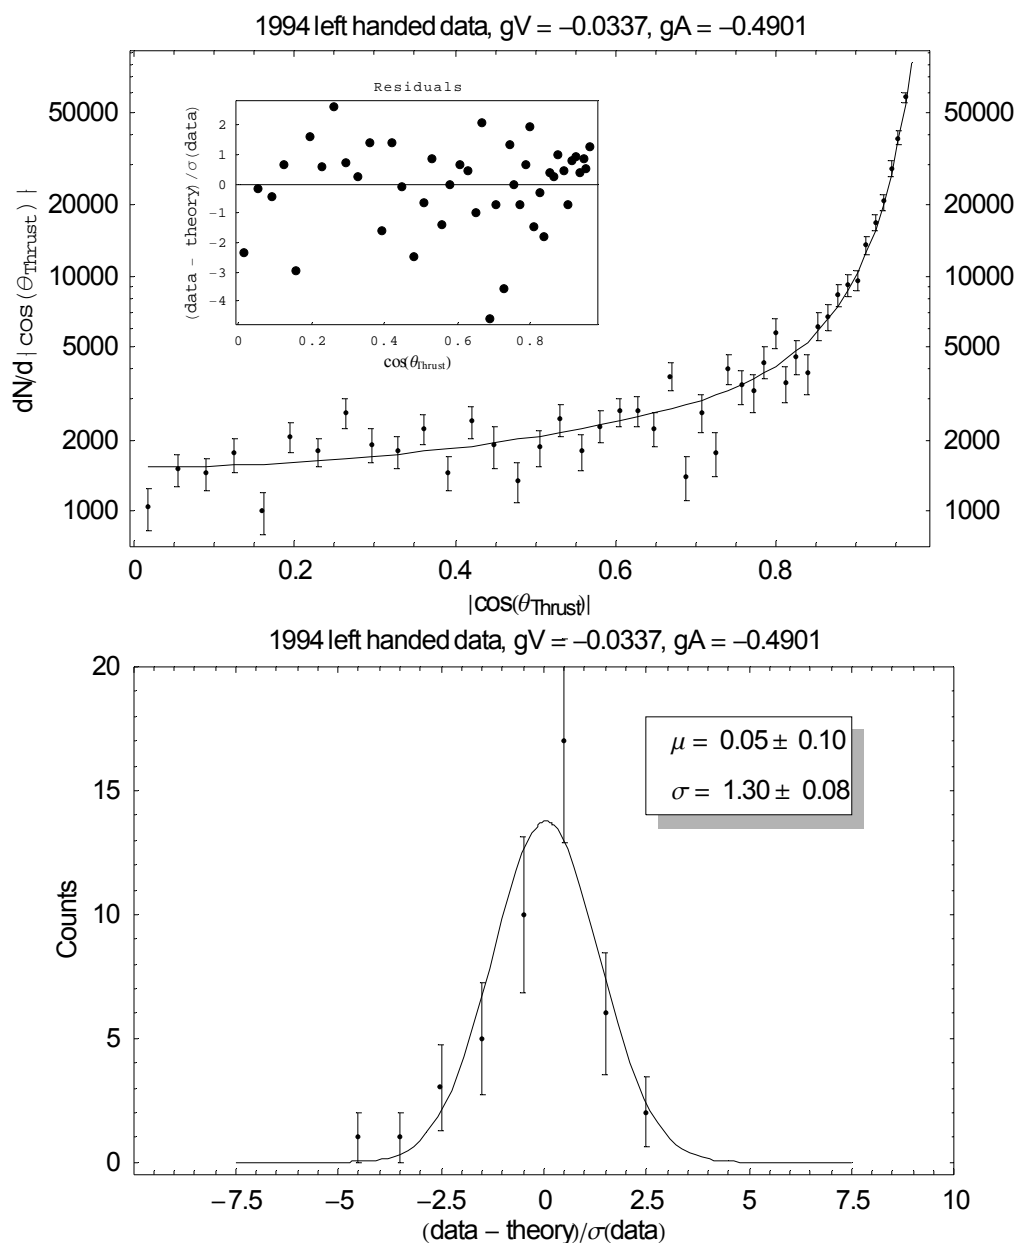 1994 left handed data, gV = −0.0337, gA = −0.4901
50000
20000
10000
5000
2000
1000
dN/d|cos(θThrust)|
50000
20000
10000
5000
2000
1000
Residuals
(data − theory)/σ(data)
2
1
0
−1
−2
−3
−4
0 0.2 0.4 0.6 0.8
cos(θThrust)
0 0.2 0.4 0.6 0.8
|cos(θThrust)|
1994 left handed data, gV = −0.0337, gA = −0.4901
20
15
10
5
0
Counts
μ = 0.05 ± 0.10
σ = 1.30 ± 0.08
−7.5 −5 −2.5 0 2.5 5 7.5 10
(data − theory)/σ(data)